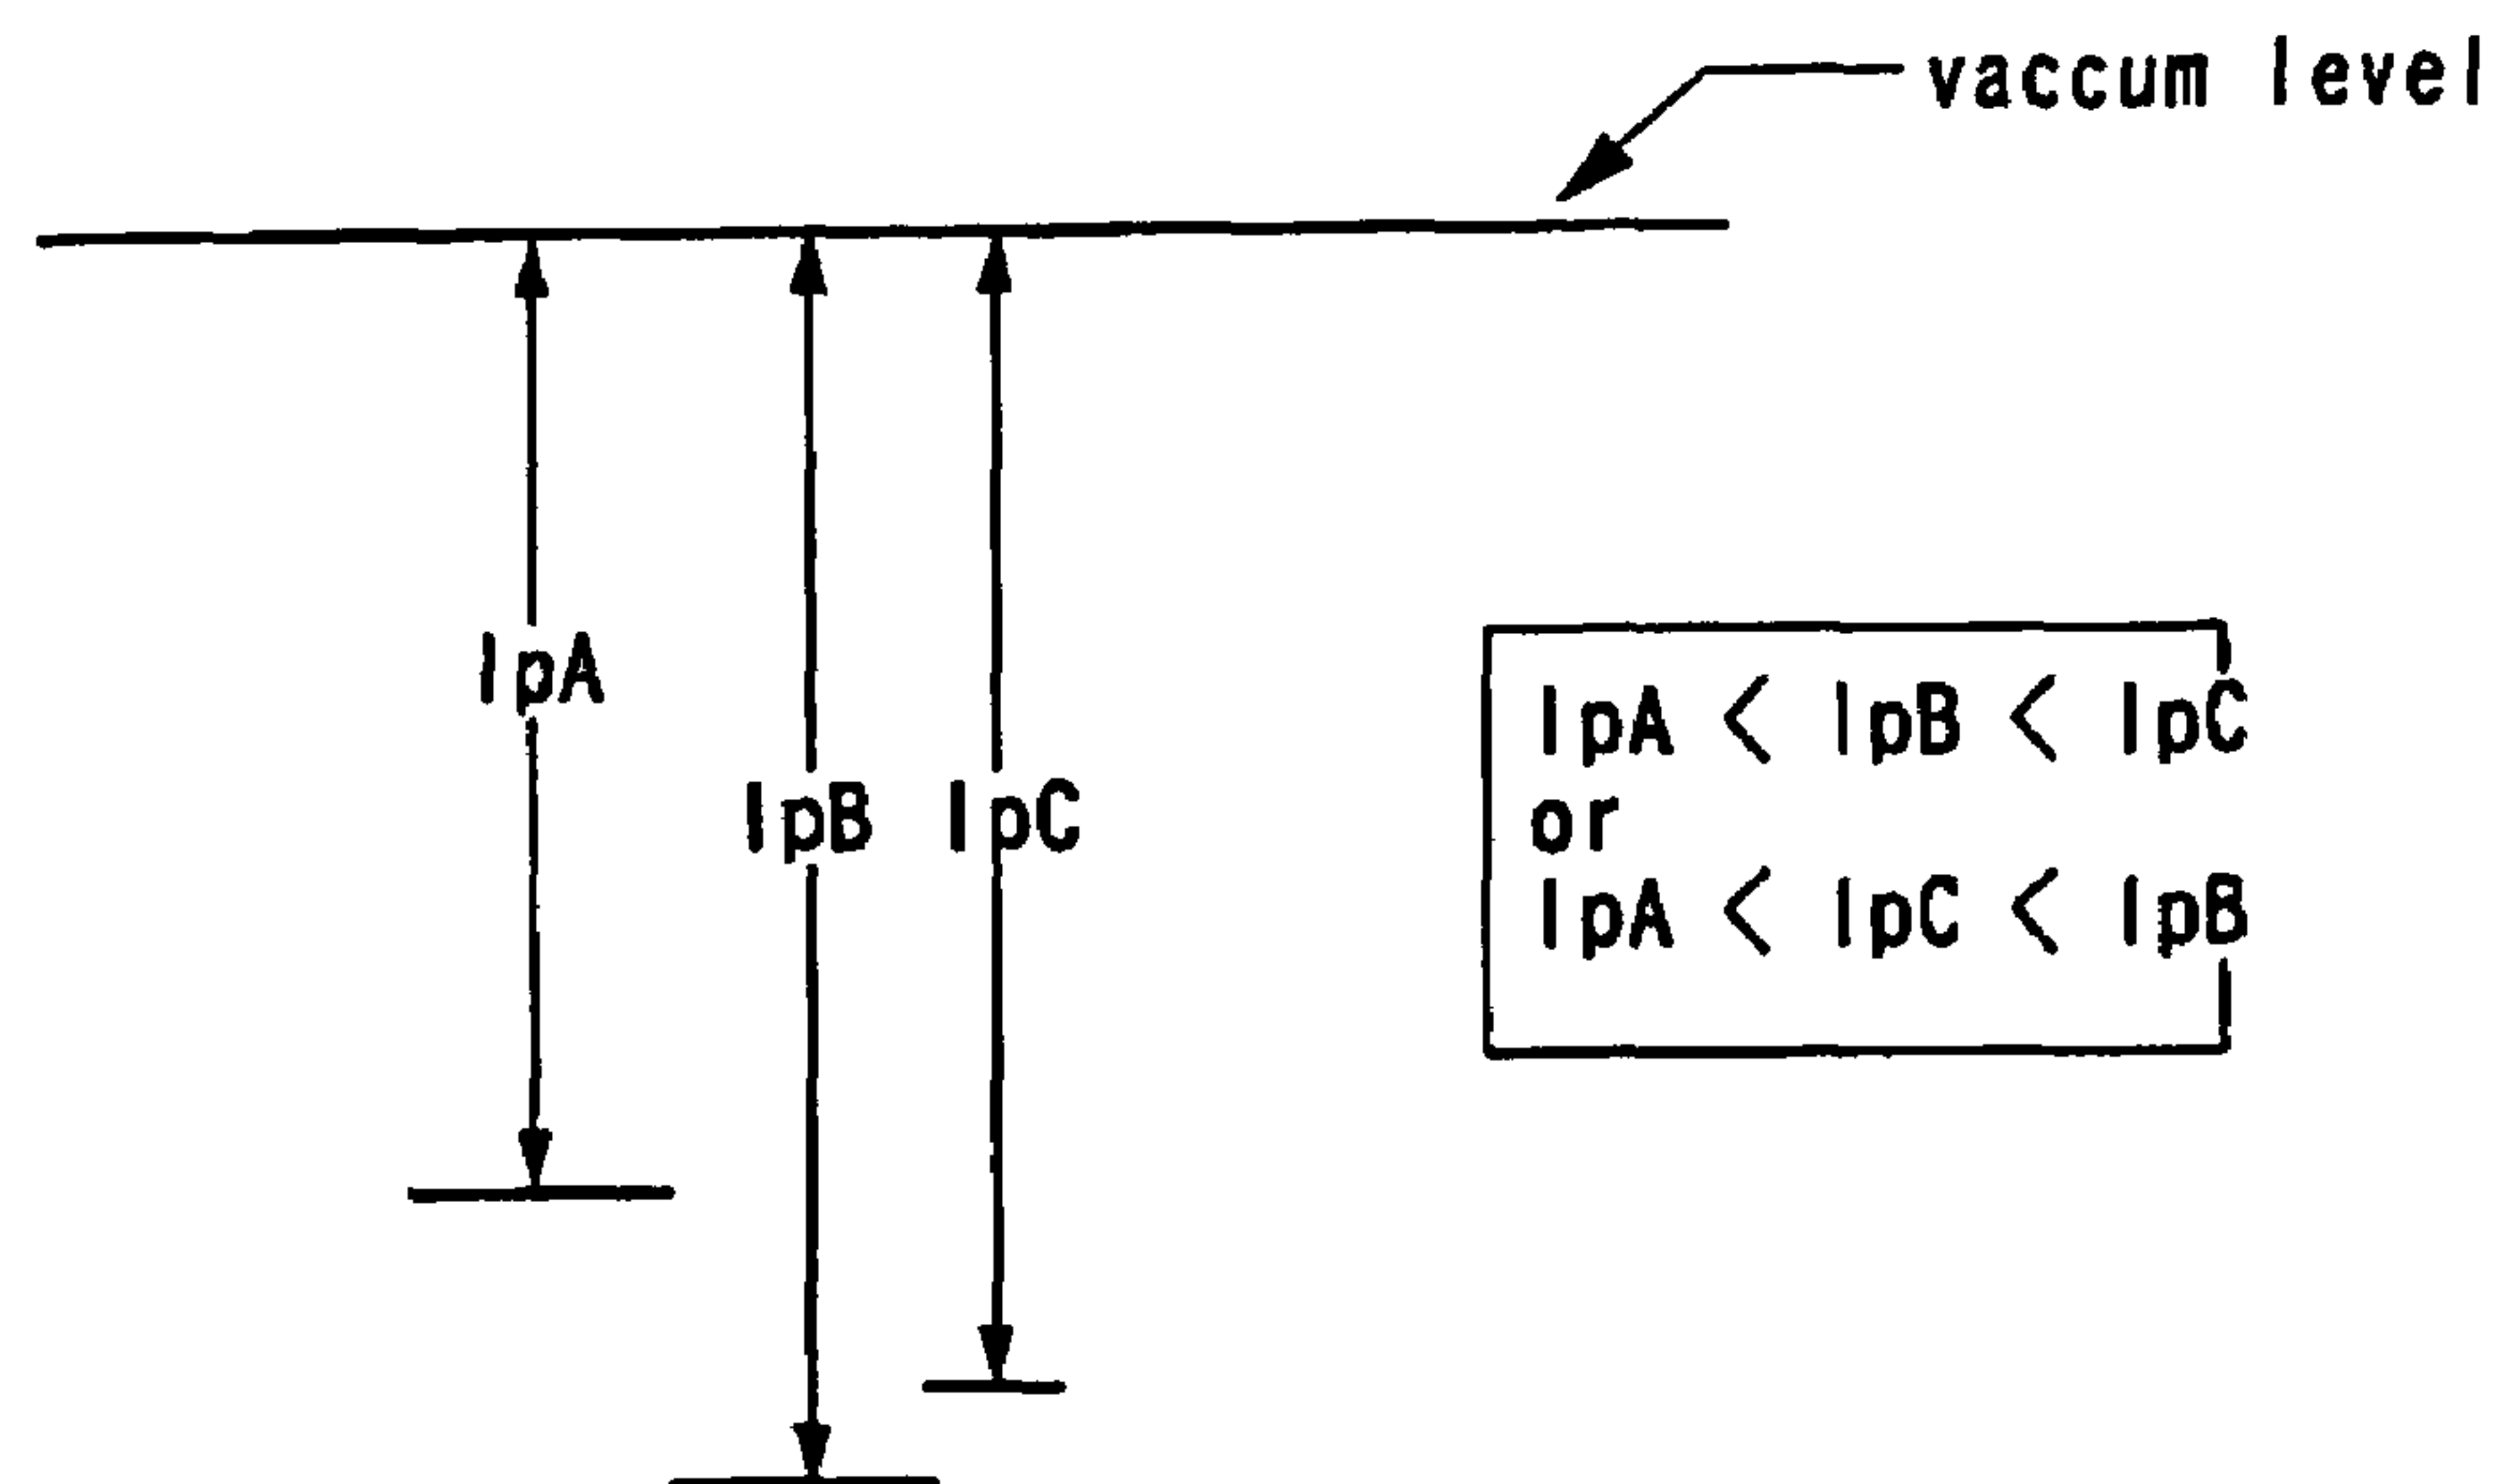 vaccum level
IpA
IpB IpC
IpA < IpB < IpC
or
IpA < IpC < IpB